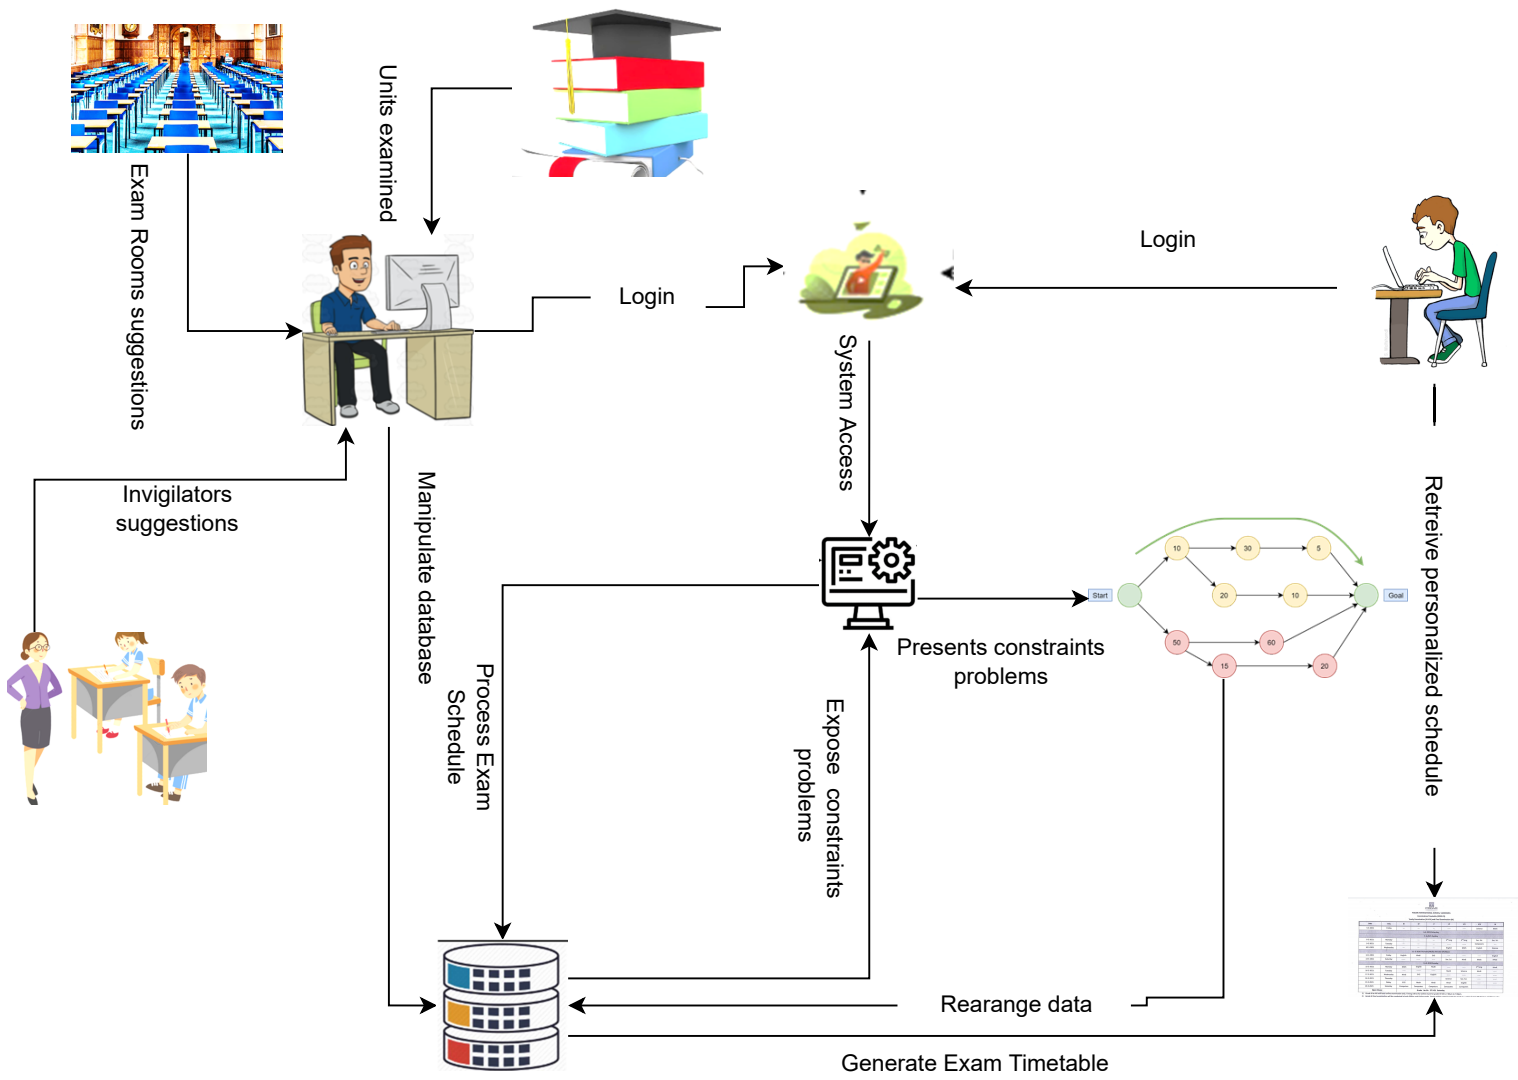 Units examined
Exam Rooms suggestions
Login
Login
System Access
Invigilators
suggestions
Manipulate database
Retreive personalized schedule
10
30
5
Start
20
10
Goal
50
60
15
20
Presents constraints
problems
Process Exam
Schedule
Expose  constraints
problems
Rearange data
Generate Exam Timetable